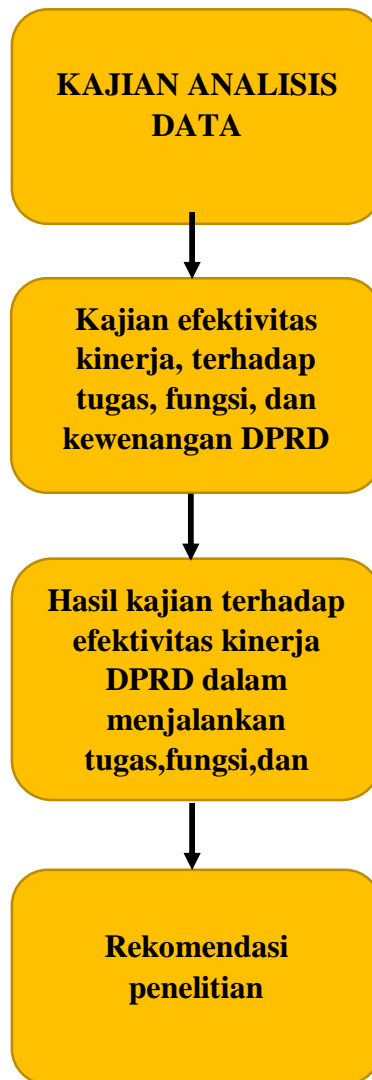 KAJIAN ANALISIS
DATA
Kajian efektivitas
kinerja, terhadap
tugas, fungsi, dan
kewenangan DPRD
Hasil kajian terhadap
efektivitas kinerja
DPRD dalam
menjalankan
tugas,fungsi,dan
Rekomendasi
penelitian